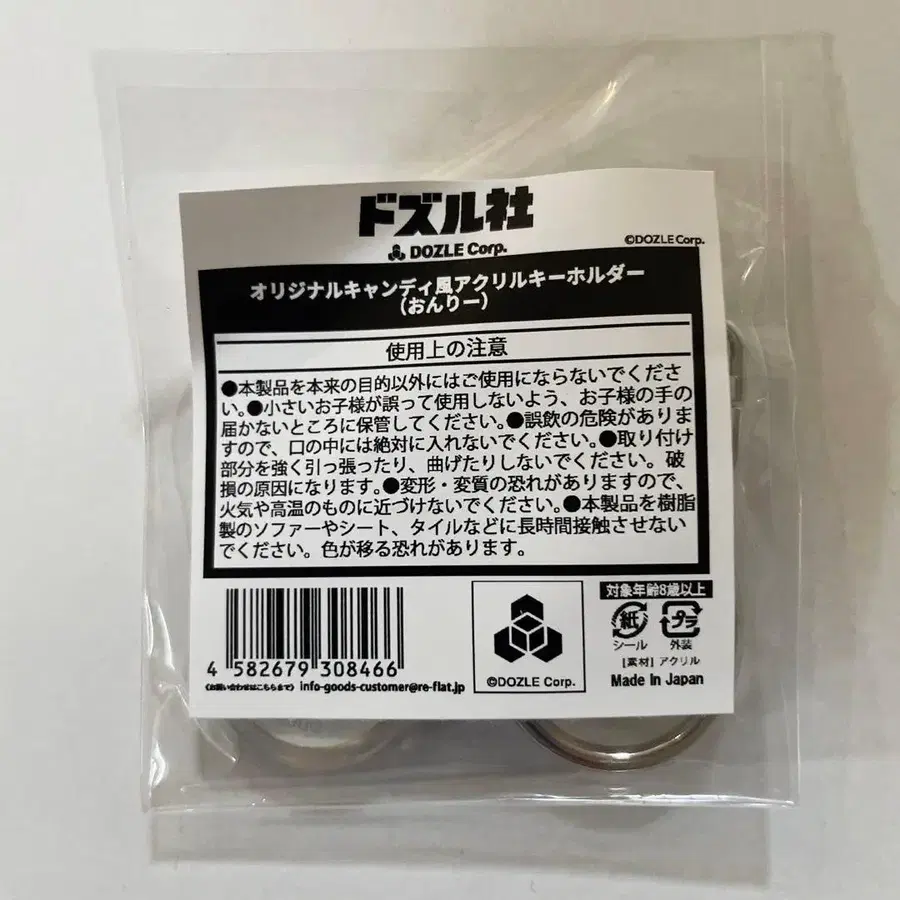 ドズル社
DOZLE Corp.
©DOZLE Corp.
オリジナルキャンディ風アクリルキーホルダー
（おんりー）
使用上の注意
●本製品を本来の目的以外にはご使用にならないでくださ
い。●小さいお子様が誤って使用しないよう、お子様の手の
届かないところに保管してください。●誤飲の危険がありま
すので、口の中には絶対に入れないでください。●取り付け
部分を強く引っ張ったり、曲げたりしないでください。破
損の原因になります。●変形・変質の恐れがありますので、
火気や高温のものに近づけないでください。●本製品を樹脂
製のソファーやシート、タイルなどに長時間接触させない
でください。色が移る恐れがあります。
4 582679 308466
《お問い合わせはこちらまで》 info-goods-customer@re-flat.jp
©DOZLE Corp.
対象年齢8歳以上
紙 プラ
シール 外装
［素材］アクリル
Made In Japan